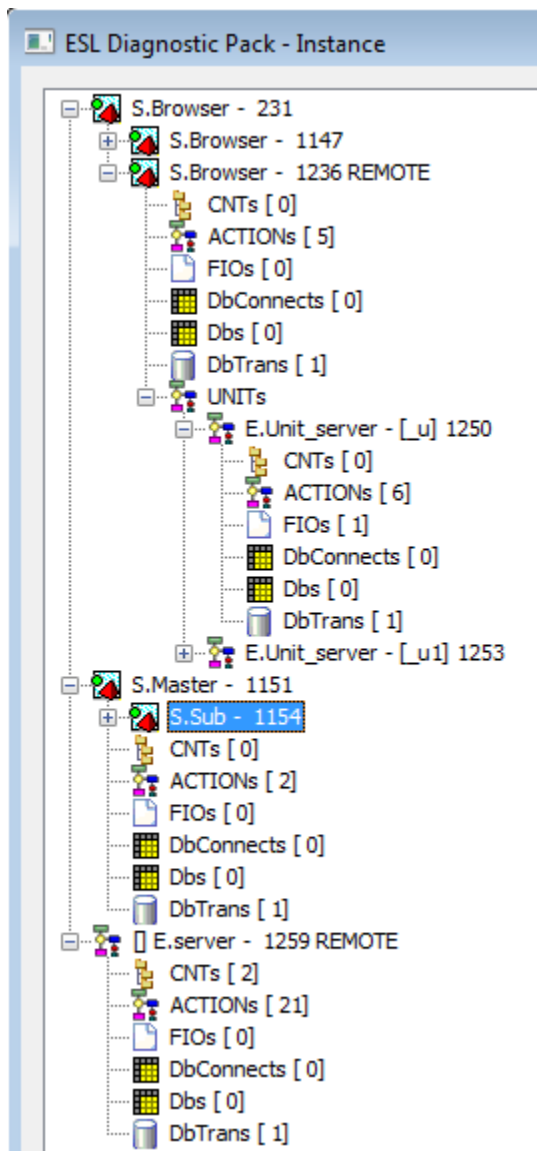 ESL Diagnostic Pack - Instance
S.Browser - 231
S.Browser - 1147
S.Browser - 1236 REMOTE
CNTs [ 0]
ACTIONs [ 5]
FIOs [ 0]
DbConnects [ 0]
Dbs [ 0]
DbTrans [ 1]
UNITs
E.Unit_server - [_u] 1250
CNTs [ 0]
ACTIONs [ 6]
FIOs [ 1]
DbConnects [ 0]
Dbs [ 0]
DbTrans [ 1]
E.Unit_server - [_u1] 1253
S.Master - 1151
S.Sub - 1154
CNTs [ 0]
ACTIONs [ 2]
FIOs [ 0]
DbConnects [ 0]
Dbs [ 0]
DbTrans [ 1]
[] E.server - 1259 REMOTE
CNTs [ 2]
ACTIONs [ 21]
FIOs [ 0]
DbConnects [ 0]
Dbs [ 0]
DbTrans [ 1]